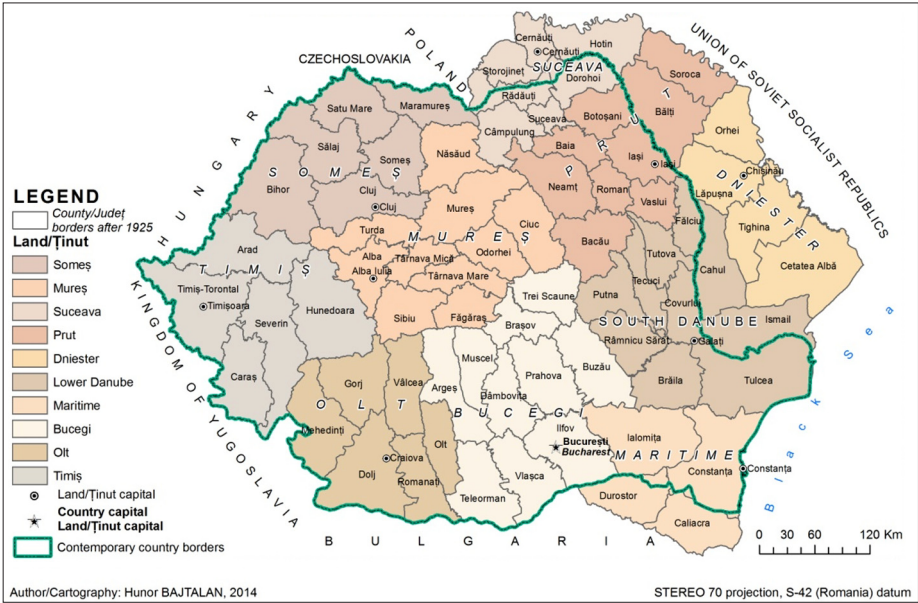 POLAND
CZECHOSLOVAKIA
UNION OF SOVIET SOCIALIST REPUBLICS
HUNGARY
Cernăuți
Cernăuți
Hotin
SUCEAVA
Storojineț
Dorohoi
Soroca
Rădăuți
Bălți
Satu Mare
Maramureș
Suceava
Botoșani
Câmpulung
Orhei
Sălaj
Someș
Năsăud
Baia
PRUT
Iași
Iași
Chișinău
SOMEȘ
Bihor
Cluj
Cluj
Neamț
Roman
Vaslui
Lăpușna
DNIESTER
Mureș
Ciuc
Fălciu
Tighina
Turda
MUREȘ
Bacău
Arad
Alba
Târnava Mică
Odorhei
Tutova
Cahul
Cetatea Albă
TIMIȘ
Alba Iulia
Târnava Mare
Tecuci
Timiș-Torontal
Trei Scaune
Putna
Covurlui
Timișoara
Severin
Hunedoara
Sibiu
Făgăraș
Brașov
SOUTH DANUBE
Ismail
Râmnicu Sărat
Galați
Muscel
Buzău
Caraș
Gorj
Vâlcea
Argeș
Prahova
Brăila
Tulcea
Dâmbovița
OLT
BUCEGI
Mehedinți
Olt
Ilfov
București
Bucharest
Ialomița
MARITIME
Dolj
Craiova
Romanați
Vlașca
Constanța
Constanța
Teleorman
Durostor
Caliacra
KINGDOM OF YUGOSLAVIA
BULGARIA
Black Sea
LEGEND
County/Județ
borders after 1925
Land/Ținut
Someș
Mureș
Suceava
Prut
Dniester
Lower Danube
Maritime
Bucegi
Olt
Timiș
Land/Ținut capital
Country capital
Land/Ținut capital
Contemporary country borders
0 30 60 120 Km
Author/Cartography: Hunor BAJTALAN, 2014
STEREO 70 projection, S-42 (Romania) datum